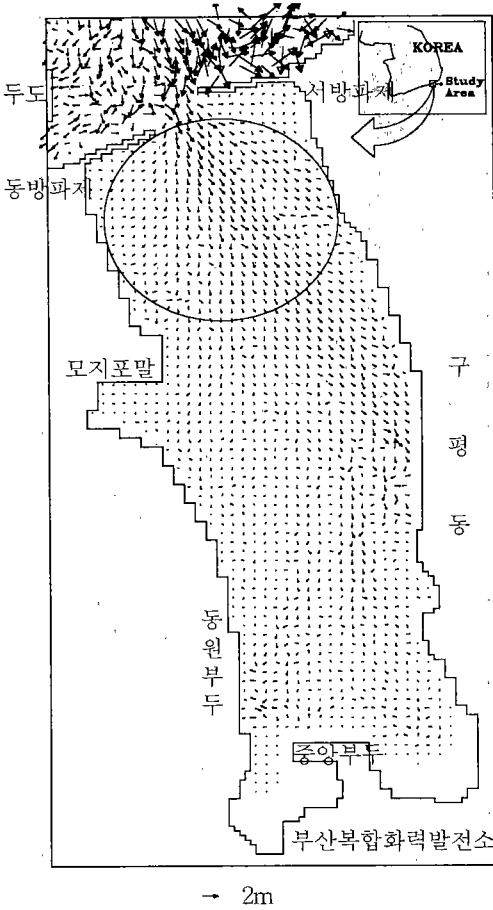 KOREA
Study
Area
두도
서방파제
동방파제
모지포말
구평동
동원부두
중앙부두
부산복합화력발전소
→ 2m